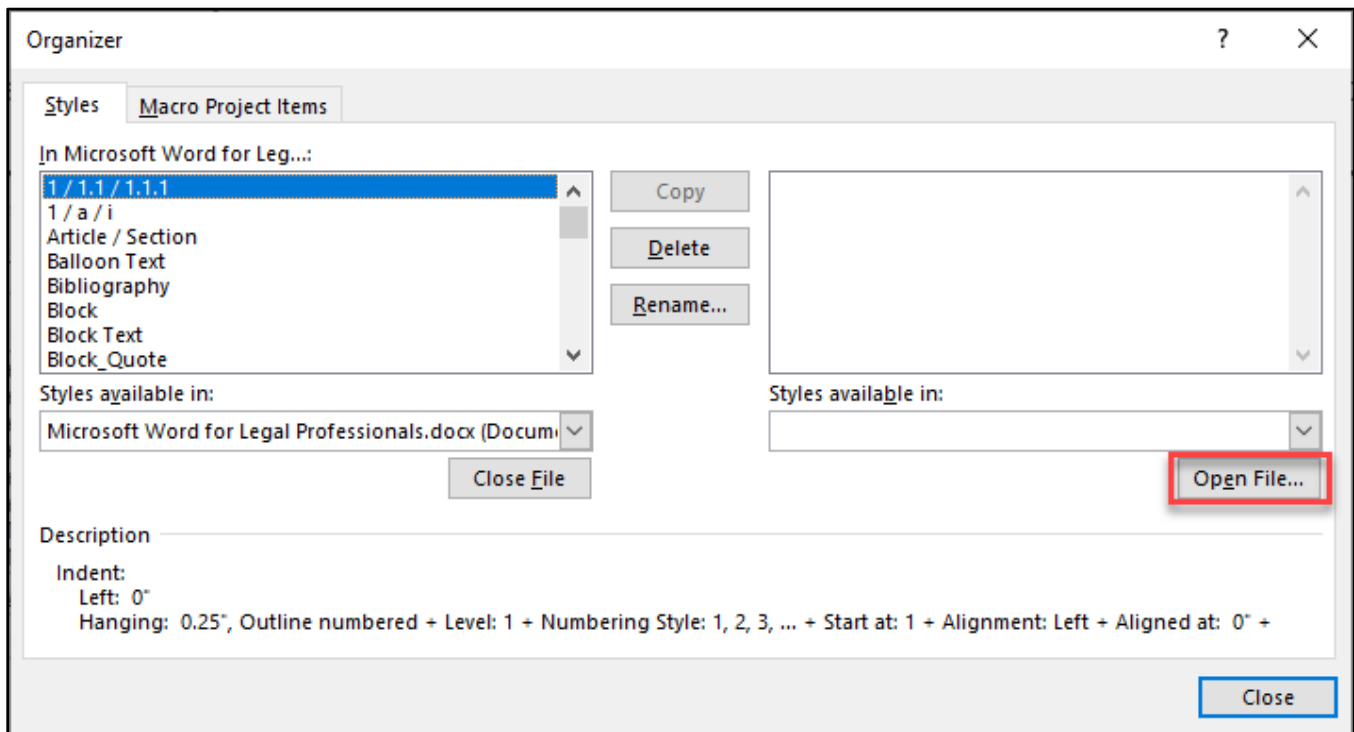 Organizer
?
Styles
Macro Project Items
In Microsoft Word for Leg...:
1 / 1.1 / 1.1.1
1 / a / i
Article / Section
Balloon Text
Bibliography
Block
Block Text
Block_Quote
Copy
Delete
Rename...
Styles available in:
Microsoft Word for Legal Professionals.docx (Docume
Close File
Styles available in:
Open File...
Description
Indent:
Left: 0"
Hanging: 0.25", Outline numbered + Level: 1 + Numbering Style: 1, 2, 3, ... + Start at: 1 + Alignment: Left + Aligned at: 0" +
Close